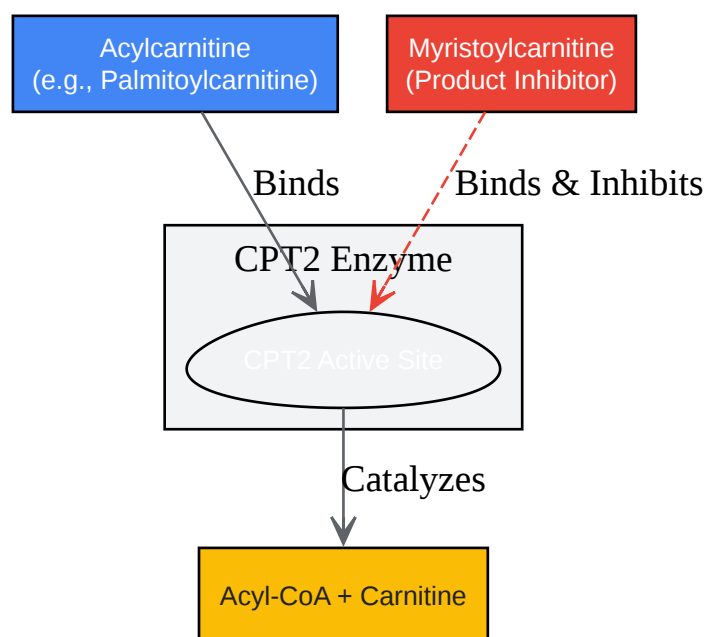 Acylcarnitine
(e.g., Palmitoylcarnitine)
Myristoylcarnitine
(Product Inhibitor)
Binds
Binds & Inhibits
CPT2 Enzyme
CPT2 Active Site
Catalyzes
Acyl-CoA + Carnitine